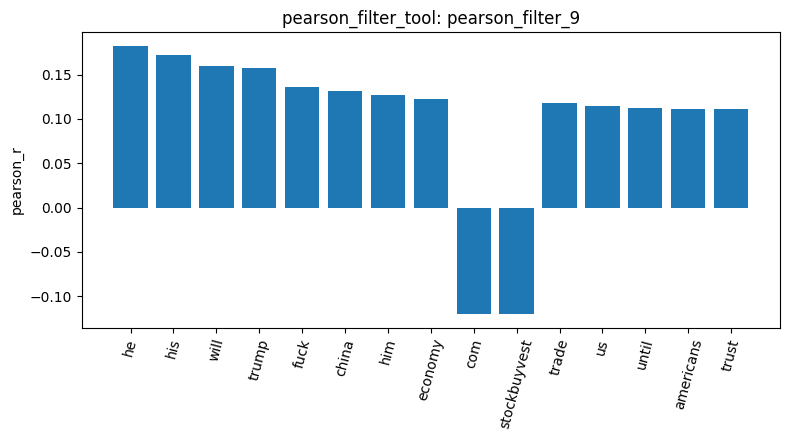 pearson_filter_tool: pearson_filter_9
pearson_r
0.15
0.10
0.05
0.00
−0.05
−0.10
he
his
will
trump
fuck
china
him
economy
com
stockbuyvest
trade
us
until
americans
trust